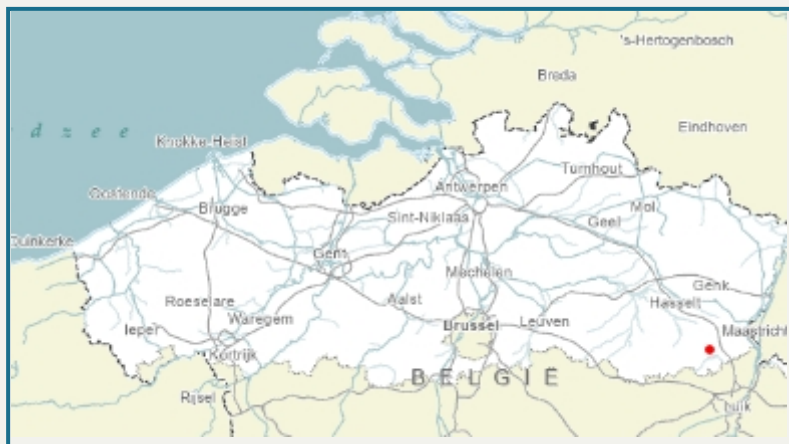 's-Hertogenbosch
Breda
Eindhoven
d z e e
Knokke-Heist
Turnhout
Antwerpen
Oostende
Brugge
Sint-Niklaas
Geel
Mol
Duinkerke
Gent
Mechelen
Genk
Roeselare
Aalst
Hasselt
Ieper
Waregem
Brussel
Leuven
Maastricht
Kortrijk
BELGIË
Rijsel
Luik